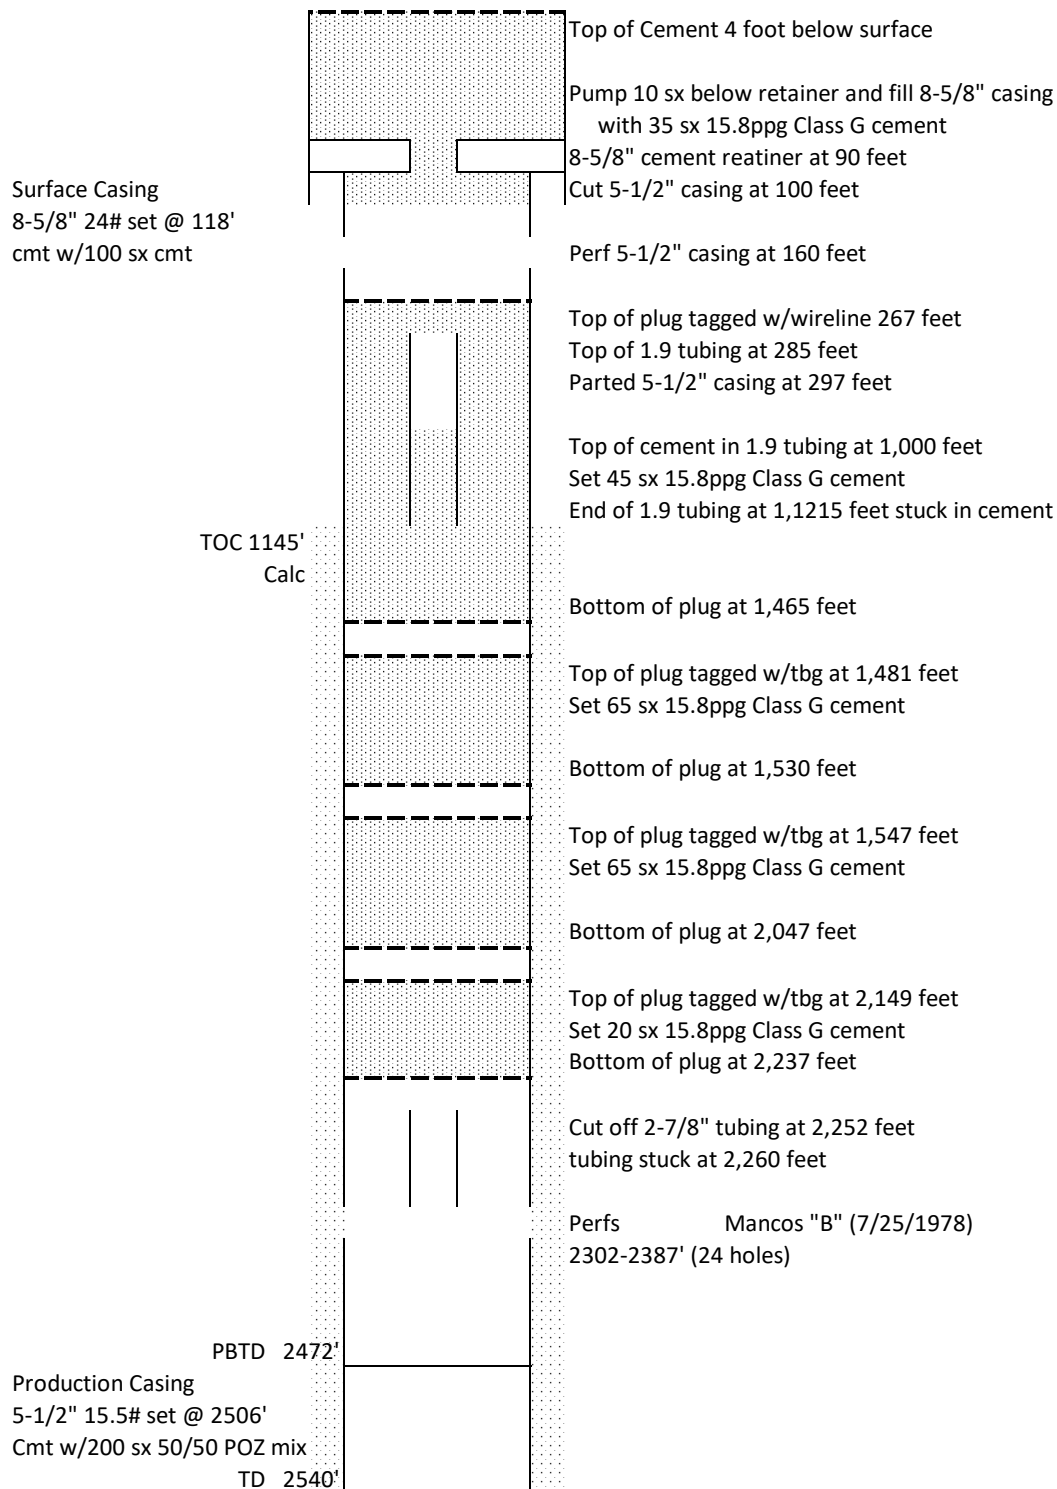 Top of Cement 4 foot below surface
Pump 10 sx below retainer and fill 8-5/8" casing
with 35 sx 15.8ppg Class G cement
8-5/8" cement reatiner at 90 feet
Surface Casing
Cut 5-1/2" casing at 100 feet
8-5/8" 24# set @ 118'
cmt w/100 sx cmt
Perf 5-1/2" casing at 160 feet
Top of plug tagged w/wireline 267 feet
Top of 1.9 tubing at 285 feet
Parted 5-1/2" casing at 297 feet
Top of cement in 1.9 tubing at 1,000 feet
Set 45 sx 15.8ppg Class G cement
End of 1.9 tubing at 1,1215 feet stuck in cement
TOC 1145'
Calc
Bottom of plug at 1,465 feet
Top of plug tagged w/tbg at 1,481 feet
Set 65 sx 15.8ppg Class G cement
Bottom of plug at 1,530 feet
Top of plug tagged w/tbg at 1,547 feet
Set 65 sx 15.8ppg Class G cement
Bottom of plug at 2,047 feet
Top of plug tagged w/tbg at 2,149 feet
Set 20 sx 15.8ppg Class G cement
Bottom of plug at 2,237 feet
Cut off 2-7/8" tubing at 2,252 feet
tubing stuck at 2,260 feet
Perfs Mancos "B" (7/25/1978)
2302-2387' (24 holes)
PBTD 2472'
Production Casing
5-1/2" 15.5# set @ 2506'
Cmt w/200 sx 50/50 POZ mix
TD 2540'